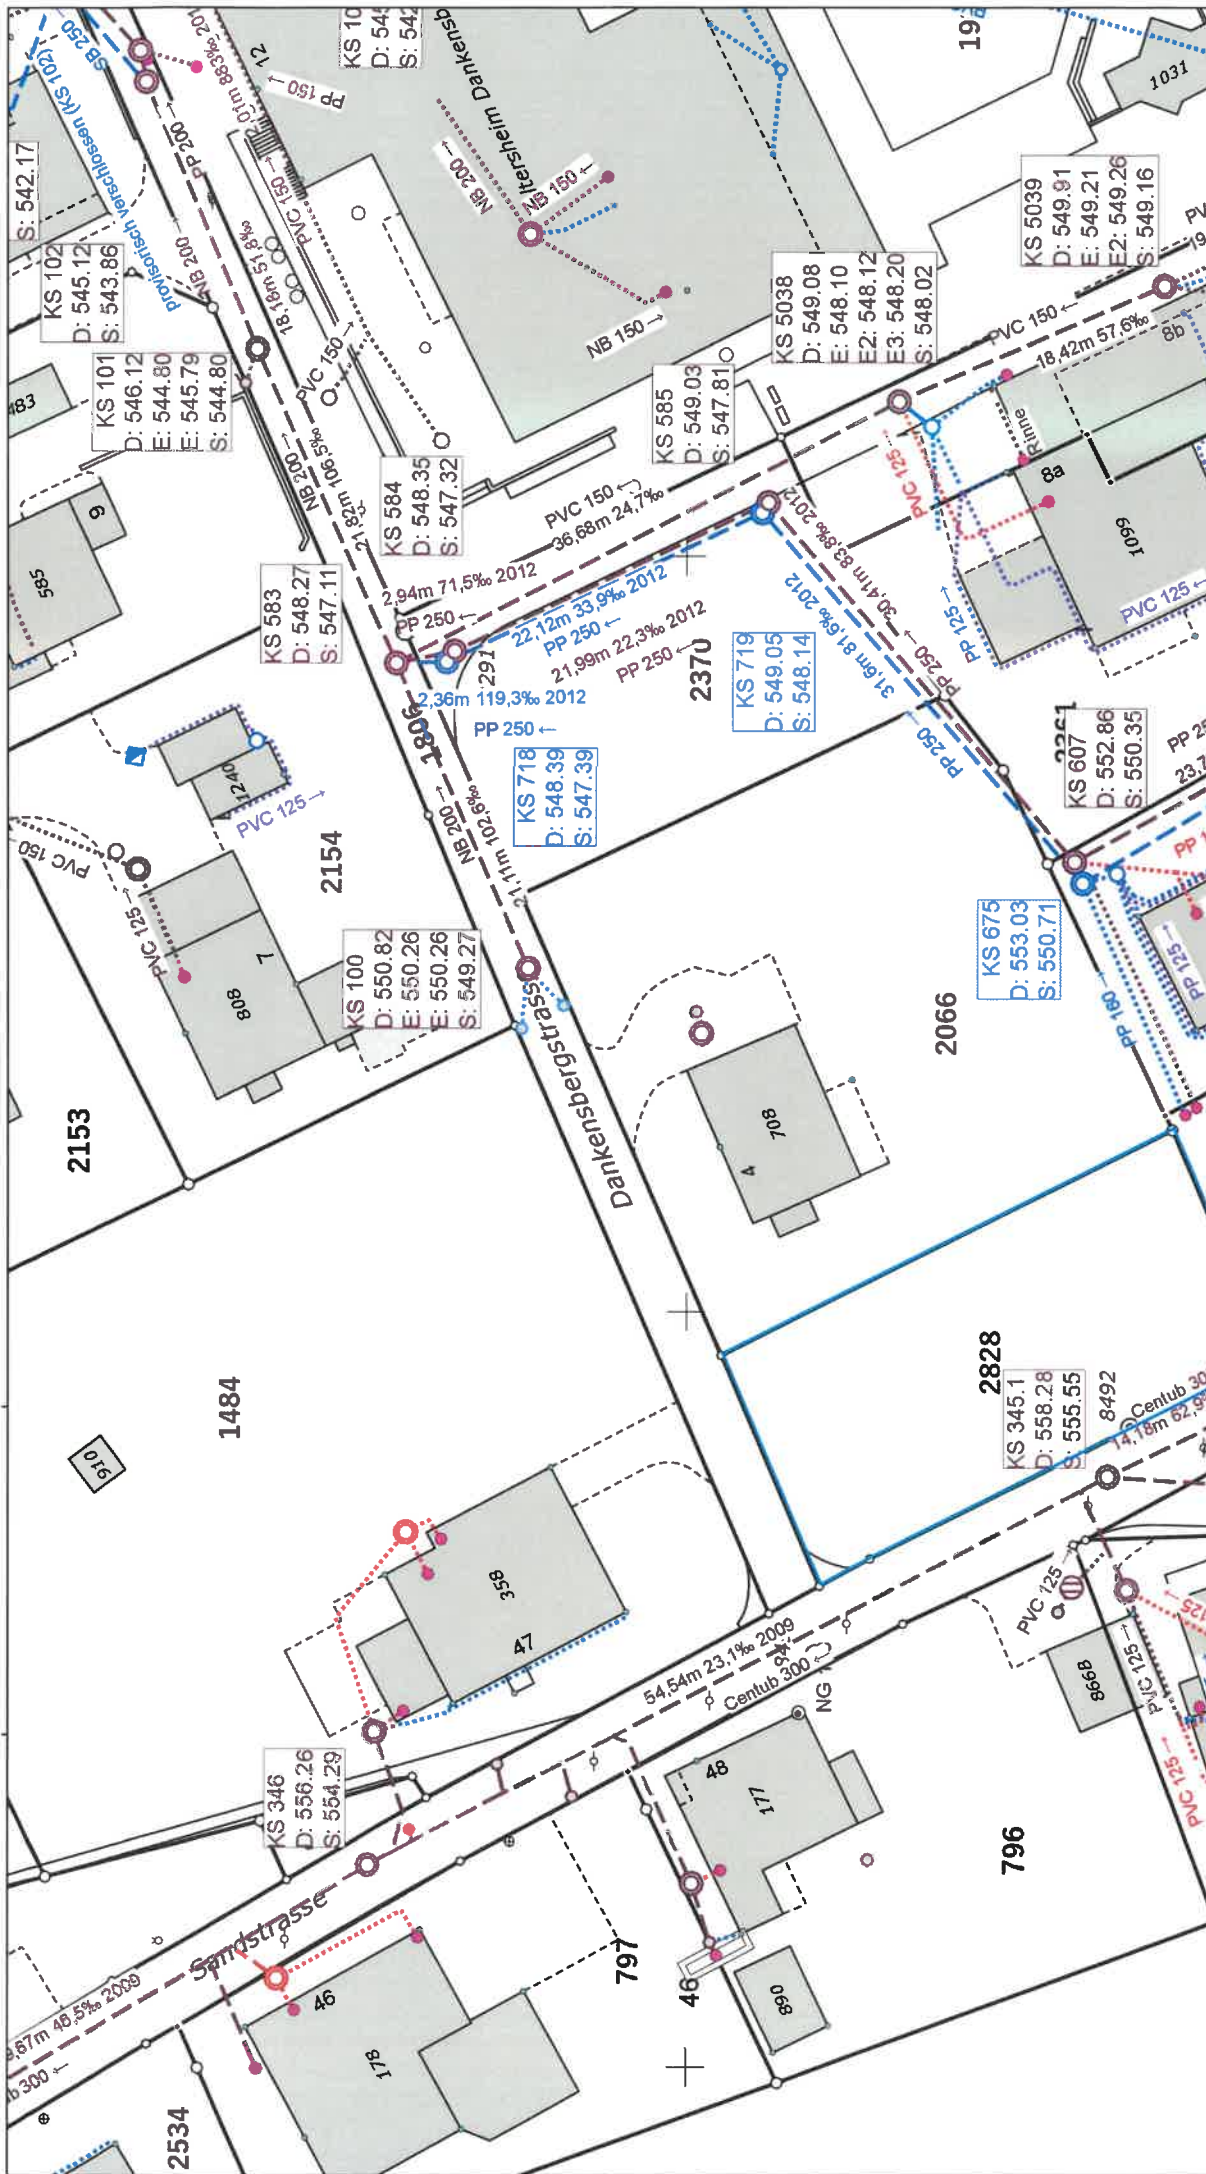 SB 250
provisorisch verschlossen (KS 102)
S: 542.17
KS 102
D: 545.12
S: 543.86
KS 101
D: 546.12
E: 544.80
E: 545.79
S: 544.80
483
585
9
PP 200 →
← NB 200
18,18m 51,8‰
PVC 150 →
PVC 150 →
12
PP 150 →
NB 200 →
NB 150 →
NB 150 →
1031
KS 5039
D: 549.91
E: 549.21
E2: 549.26
S: 549.16
KS 5038
D: 549.08
E: 548.10
E2: 548.12
E3: 548.20
S: 548.02
PVC 150 →
18,42m 57,6‰
8b
KS 585
D: 549.03
S: 547.81
Rinne
8a
1099
PVC 125...
PP 125 →
PVC 125 →
KS 584
D: 548.35
S: 547.32
NB 200 →
21,82m 106,5‰
PVC 150
36,68m 24,7‰
KS 583
D: 548.27
S: 547.11
2,94m 71,5‰ 2012
PP 250 ←
22,12m 33,9‰ 2012
PP 250 ←
21,99m 22,3‰ 2012
PP 250 ←
291
2,36m 119,3‰ 2012
PP 250 ←
2370
KS 719
D: 549.05
S: 548.14
31,6m 81,6‰ 2012
PP 250 →
30,41m 83,8‰ 2012
PP 250 →
1806
1240
PVC 125 →
2154
KS 718
D: 548.39
S: 547.39
NB 200 →
21,11m 102,6‰
KS 607
D: 552.86
S: 550.35
PVC 150
PVC 125 →
7
808
KS 100
D: 550.82
E: 550.26
E: 550.26
S: 549.27
Dankensbergstrasse
KS 675
D: 553.03
S: 550.71
PP 160 →
PP 125 →
2066
2153
708
4
1484
910
2828
KS 345.1
D: 558.28
S: 555.55
8492
358
47
54,54m 23,1‰ 2009
Centub 300
NG
PVC 125 →
8668
PVC 125 →
PVC 125 →
KS 346
D: 556.26
S: 554.29
48
177
796
Sandstrasse
46
797
46
890
178
2534